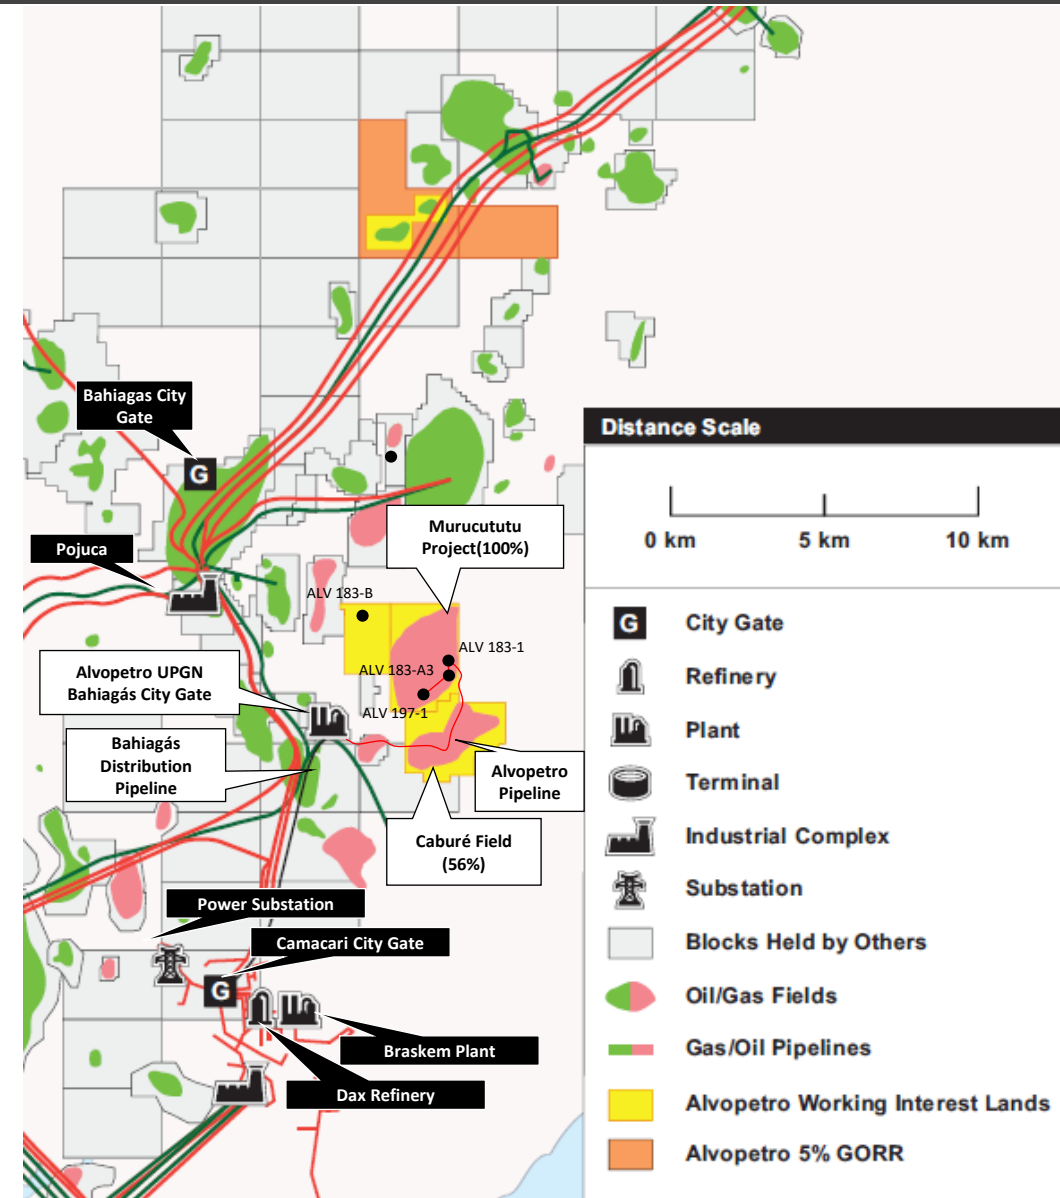 Bahiagas City
Gate
G
Pojuca
Murucututu
Project(100%)
ALV 183-B
ALV 183-1
ALV 183-A3
ALV 197-1
Alvopetro UPGN
Bahiagás City Gate
Bahiagás
Distribution
Pipeline
Alvopetro
Pipeline
Caburé Field
(56%)
Power Substation
Camacari City Gate
G
Braskem Plant
Dax Refinery
Distance Scale
0 km 5 km 10 km
G City Gate
Refinery
Plant
Terminal
Industrial Complex
Substation
Blocks Held by Others
Oil/Gas Fields
Gas/Oil Pipelines
Alvopetro Working Interest Lands
Alvopetro 5% GORR